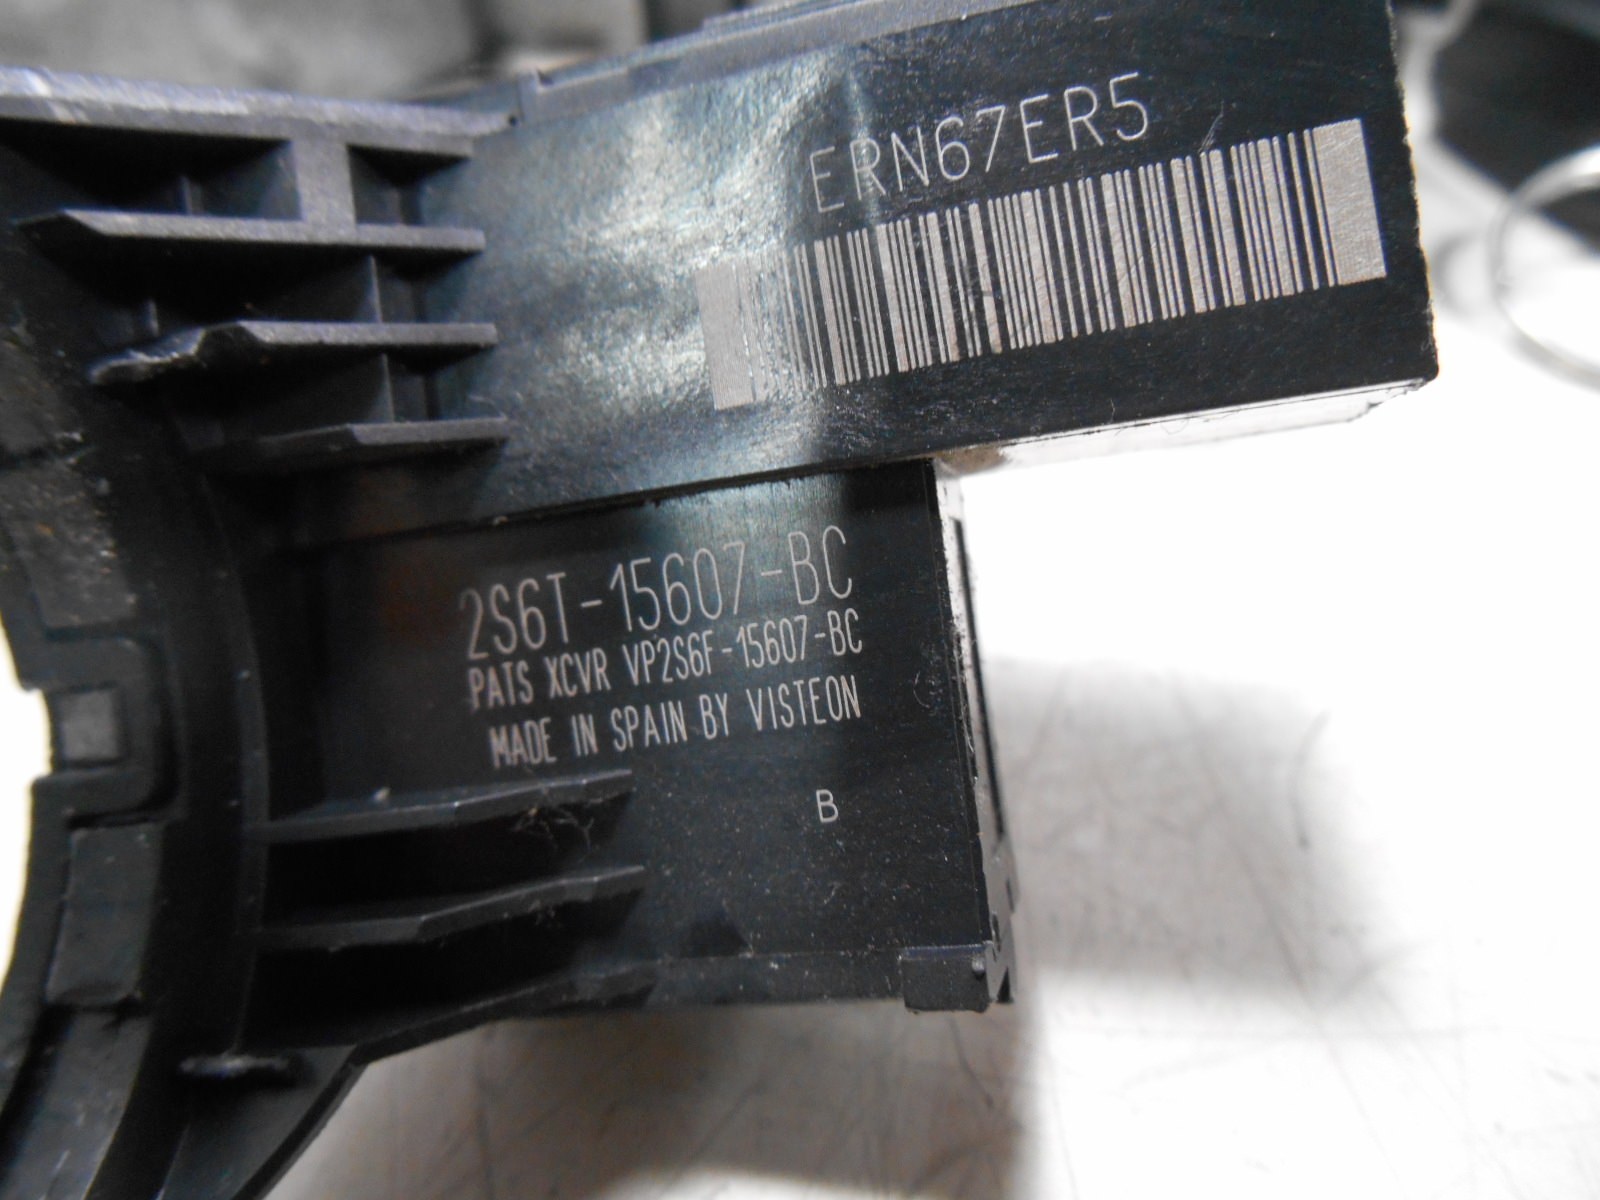 ERN67ER5
2S6T-15607-BC
PATS XCVR VP2S6F-15607-BC
MADE IN SPAIN BY VISTEON
B